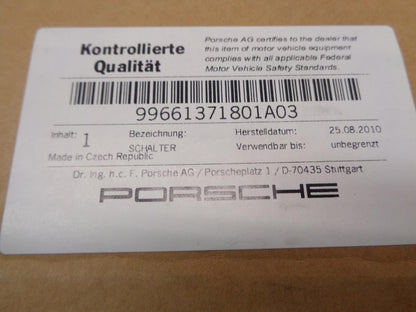 Kontrollierte
Qualität
Porsche AG certifies to the dealer that
this item of motor vehicle equipment
complies with all applicable Federal
Motor Vehicle Safety Standards.
99661371801A03
Inhalt: 1 Bezeichnung: Herstelldatum: 25.08.2010
SCHALTER Verwendbar bis: unbegrenzt
Made in Czech Republic
Dr. Ing. h.c. F. Porsche AG / Porscheplatz 1 / D-70435 Stuttgart
PORSCHE